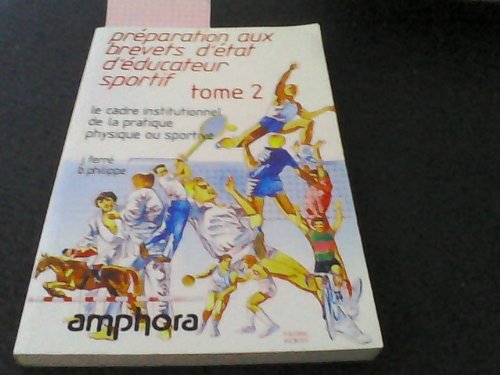 préparation aux
brevets d'état
d'éducateur
sportif
tome 2
le cadre institutionnel
de la pratique
physique ou sportive
j. ferré
b. philippe
amphora